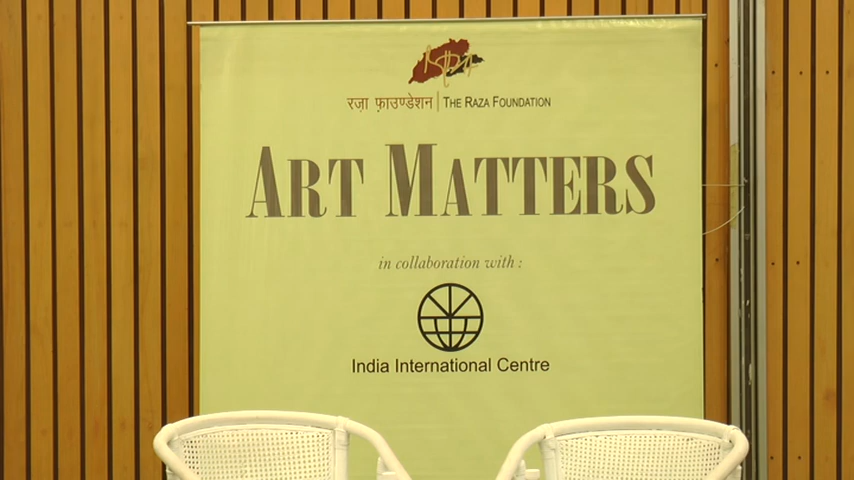 रज़ा फ़ाउण्डेशन | THE RAZA FOUNDATION
ART MATTERS
in collaboration with :
India International Centre